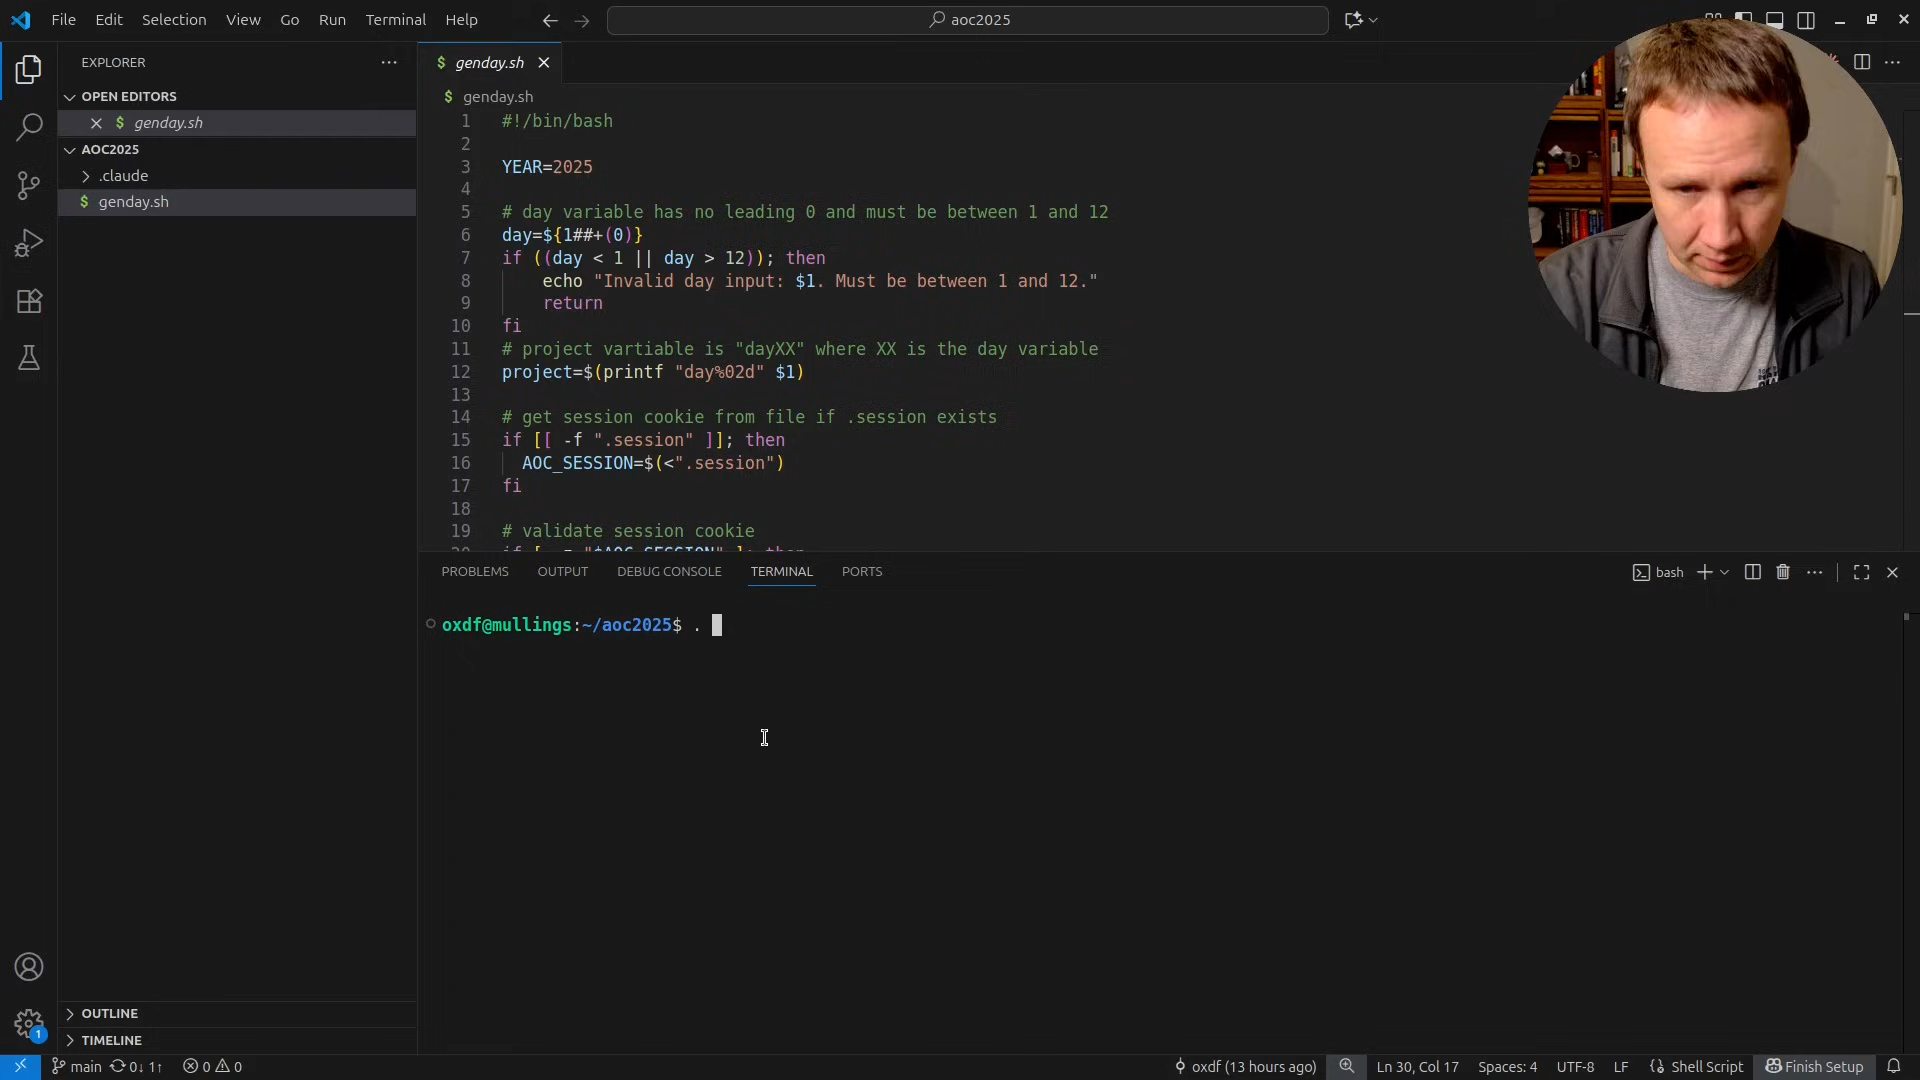 File Edit Selection View Go Run Terminal Help
aoc2025
EXPLORER
OPEN EDITORS
genday.sh
AOC2025
.claude
genday.sh
OUTLINE
TIMELINE
genday.sh
genday.sh
1 #!/bin/bash
2
3 YEAR=2025
4
5 # day variable has no leading 0 and must be between 1 and 12
6 day=${1##+(0)}
7 if ((day < 1 || day > 12)); then
8 echo "Invalid day input: $1. Must be between 1 and 12."
9 return
10 fi
11 # project vartiable is "dayXX" where XX is the day variable
12 project=$(printf "day%02d" $1)
13
14 # get session cookie from file if .session exists
15 if [[ -f ".session" ]]; then
16 AOC_SESSION=$(<".session")
17 fi
18
19 # validate session cookie
20 if [ -z "$AOC_SESSION" ]; then
PROBLEMS OUTPUT DEBUG CONSOLE TERMINAL PORTS
bash
oxdf@mullings:~/aoc2025$ .
1
main 0↓ 1↑ 0 0
oxdf (13 hours ago) Ln 30, Col 17 Spaces: 4 UTF-8 LF Shell Script Finish Setup